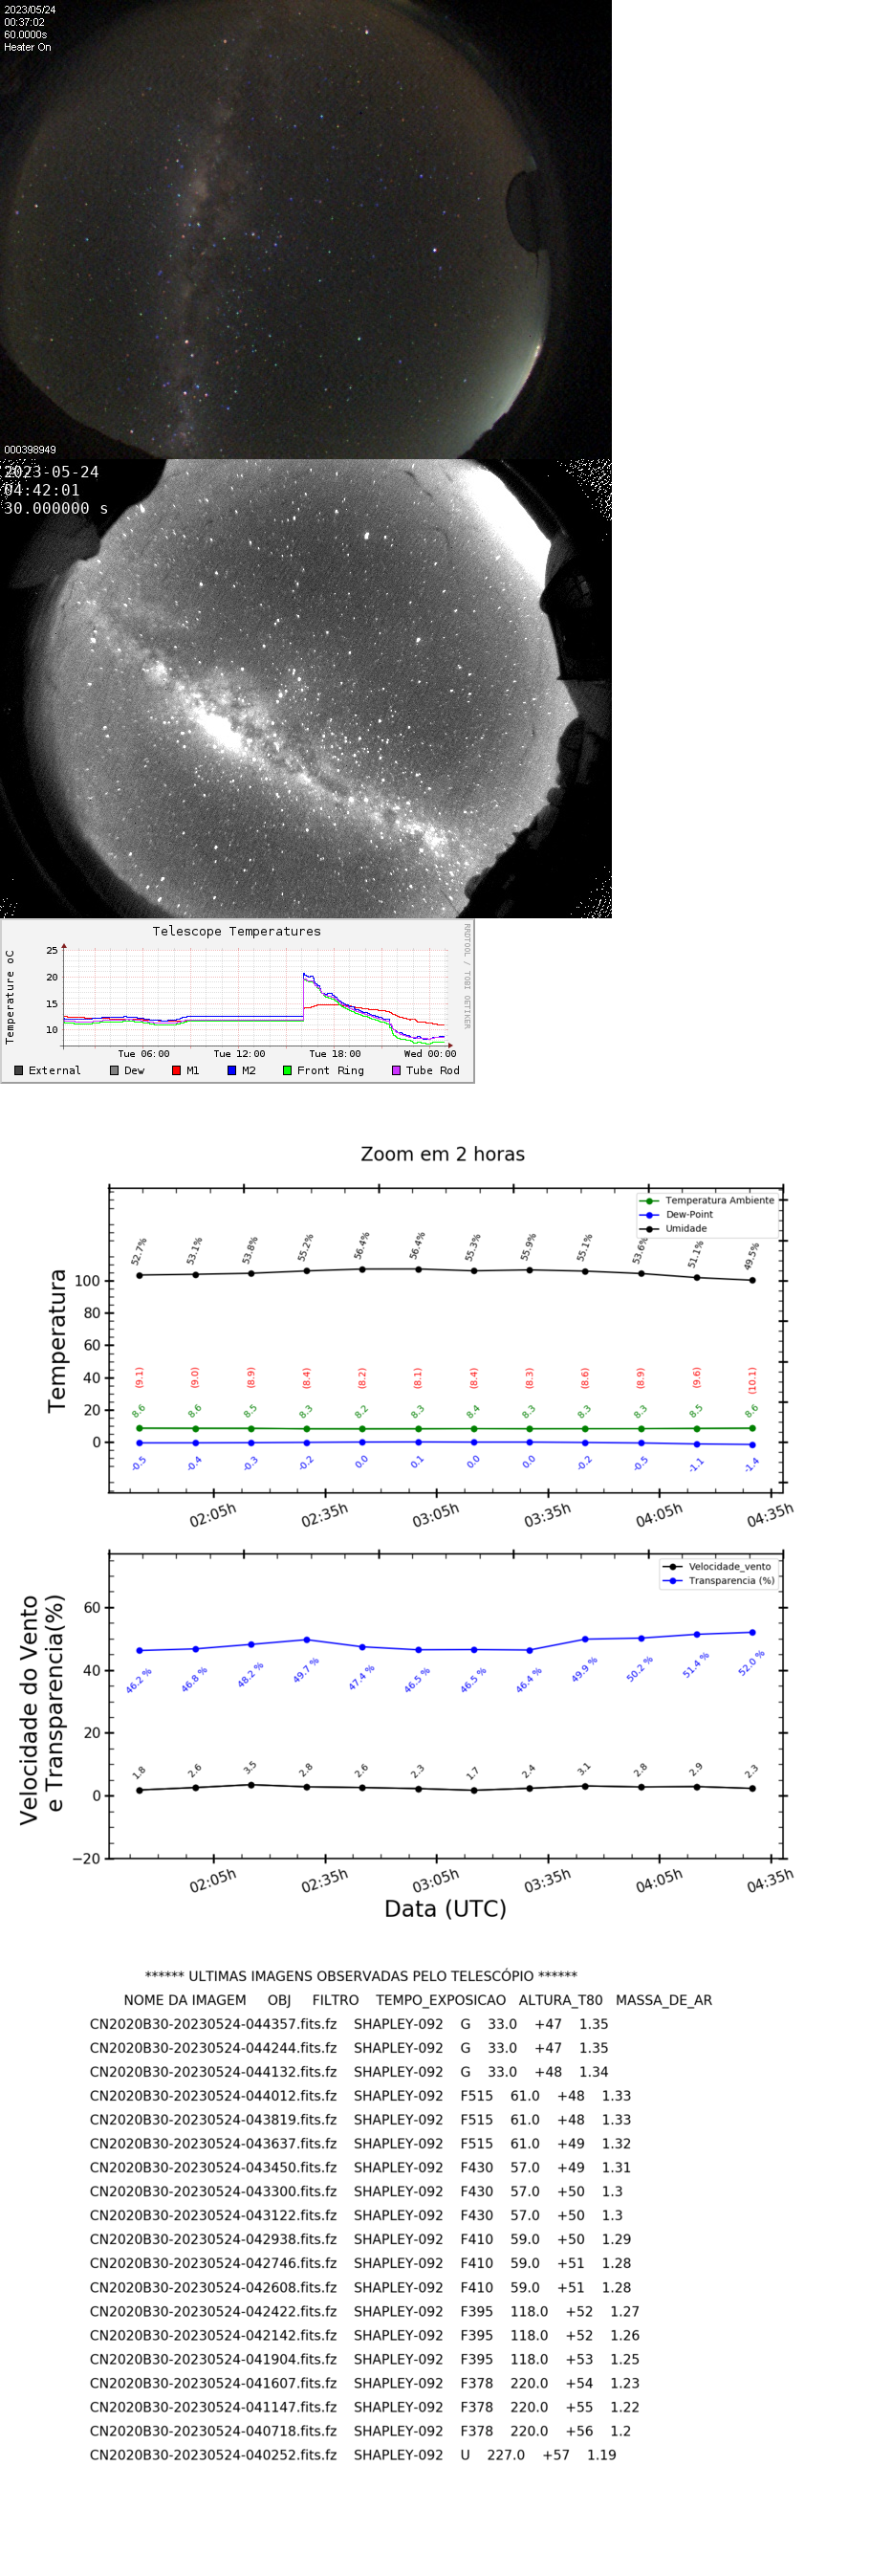 2023/05/24
00:37:02
60.0000s
Heater On
000398949
2023-05-24
04:42:01
30.000000 s
Telescope Temperatures
RRDTOOL / TOBI OETIKER
Temperature oC
25
20
15
10
Tue 06:00 Tue 12:00 Tue 18:00 Wed 00:00
External Dew M1 M2 Front Ring Tube Rod
Zoom em 2 horas
Temperatura Ambiente
Dew-Point
Umidade
52.7% 53.1% 53.8% 55.2% 56.4% 56.4% 55.3% 55.9% 55.1% 53.6% 51.1% 49.5%
Temperatura
100
80
60
40
20
0
(9.1) (9.0) (8.9) (8.4) (8.2) (8.1) (8.4) (8.3) (8.6) (8.9) (9.6) (10.1)
8.6 8.6 8.5 8.3 8.2 8.3 8.4 8.3 8.3 8.3 8.5 8.6
-0.5 -0.4 -0.3 -0.2 0.0 0.1 0.0 0.0 -0.2 -0.5 -1.1 -1.4
02:05h 02:35h 03:05h 03:35h 04:05h 04:35h
Velocidade_vento
Transparencia (%)
Velocidade do Vento
e Transparencia(%)
60
40
20
0
−20
46.2 % 46.8 % 48.2 % 49.7 % 47.4 % 46.5 % 46.5 % 46.4 % 49.9 % 50.2 % 51.4 % 52.0 %
1.8 2.6 3.5 2.8 2.6 2.3 1.7 2.4 3.1 2.8 2.9 2.3
02:05h 02:35h 03:05h 03:35h 04:05h 04:35h
Data (UTC)
****** ULTIMAS IMAGENS OBSERVADAS PELO TELESCÓPIO ******
NOME DA IMAGEM OBJ FILTRO TEMPO_EXPOSICAO ALTURA_T80 MASSA_DE_AR
CN2020B30-20230524-044357.fits.fz SHAPLEY-092 G 33.0 +47 1.35
CN2020B30-20230524-044244.fits.fz SHAPLEY-092 G 33.0 +47 1.35
CN2020B30-20230524-044132.fits.fz SHAPLEY-092 G 33.0 +48 1.34
CN2020B30-20230524-044012.fits.fz SHAPLEY-092 F515 61.0 +48 1.33
CN2020B30-20230524-043819.fits.fz SHAPLEY-092 F515 61.0 +48 1.33
CN2020B30-20230524-043637.fits.fz SHAPLEY-092 F515 61.0 +49 1.32
CN2020B30-20230524-043450.fits.fz SHAPLEY-092 F430 57.0 +49 1.31
CN2020B30-20230524-043300.fits.fz SHAPLEY-092 F430 57.0 +50 1.3
CN2020B30-20230524-043122.fits.fz SHAPLEY-092 F430 57.0 +50 1.3
CN2020B30-20230524-042938.fits.fz SHAPLEY-092 F410 59.0 +50 1.29
CN2020B30-20230524-042746.fits.fz SHAPLEY-092 F410 59.0 +51 1.28
CN2020B30-20230524-042608.fits.fz SHAPLEY-092 F410 59.0 +51 1.28
CN2020B30-20230524-042422.fits.fz SHAPLEY-092 F395 118.0 +52 1.27
CN2020B30-20230524-042142.fits.fz SHAPLEY-092 F395 118.0 +52 1.26
CN2020B30-20230524-041904.fits.fz SHAPLEY-092 F395 118.0 +53 1.25
CN2020B30-20230524-041607.fits.fz SHAPLEY-092 F378 220.0 +54 1.23
CN2020B30-20230524-041147.fits.fz SHAPLEY-092 F378 220.0 +55 1.22
CN2020B30-20230524-040718.fits.fz SHAPLEY-092 F378 220.0 +56 1.2
CN2020B30-20230524-040252.fits.fz SHAPLEY-092 U 227.0 +57 1.19